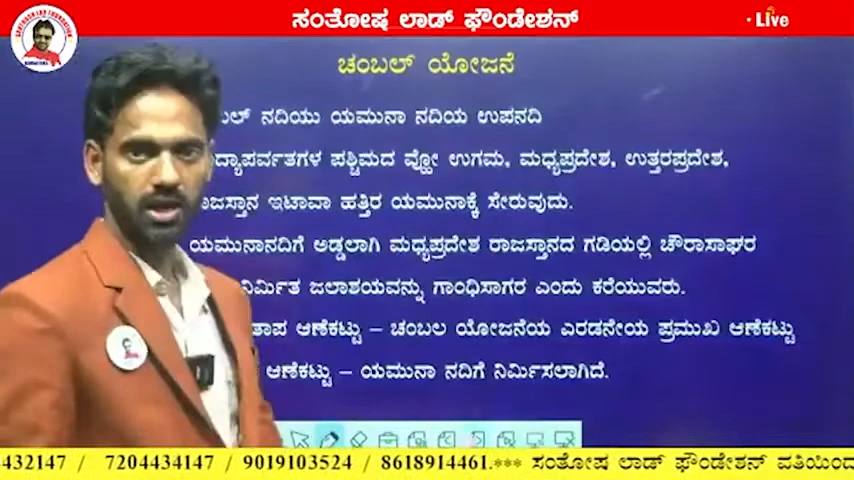 ಸಂತೋಷ ಲಾಡ್ ಫೌಂಡೇಶನ್
Live
ಚಂಬಲ್ ಯೋಜನೆ
ಬಲ್ ನದಿಯು ಯಮುನಾ ನದಿಯ ಉಪನದಿ
ದ್ಯಾಪರ್ವತಗಳ ಪಶ್ಚಿಮದ ವ್ಹೋ ಉಗಮ, ಮಧ್ಯಪ್ರದೇಶ, ಉತ್ತರಪ್ರದೇಶ,
ಾಜಸ್ತಾನ ಇಟಾವಾ ಹತ್ತಿರ ಯಮುನಾಕ್ಕೆ ಸೇರುವುದು.
ಯಮುನಾನದಿಗೆ ಅಡ್ಡಲಾಗಿ ಮಧ್ಯಪ್ರದೇಶ ರಾಜಸ್ತಾನದ ಗಡಿಯಲ್ಲಿ ಚೌರಾಸಾಘರ
ನಿರ್ಮಿತ ಜಲಾಶಯವನ್ನು ಗಾಂಧಿಸಾಗರ ಎಂದು ಕರೆಯುವರು.
ತಾಪ ಆಣೆಕಟ್ಟು – ಚಂಬಲ ಯೋಜನೆಯ ಎರಡನೇಯ ಪ್ರಮುಖ ಆಣೆಕಟ್ಟು
ಆಣೆಕಟ್ಟು – ಯಮುನಾ ನದಿಗೆ ನಿರ್ಮಿಸಲಾಗಿದೆ.
432147 / 7204434147 / 9019103524 / 8618914461.*** ಸಂತೋಷ ಲಾಡ್ ಫೌಂಡೇಶನ್ ವತಿಯಿಂದ